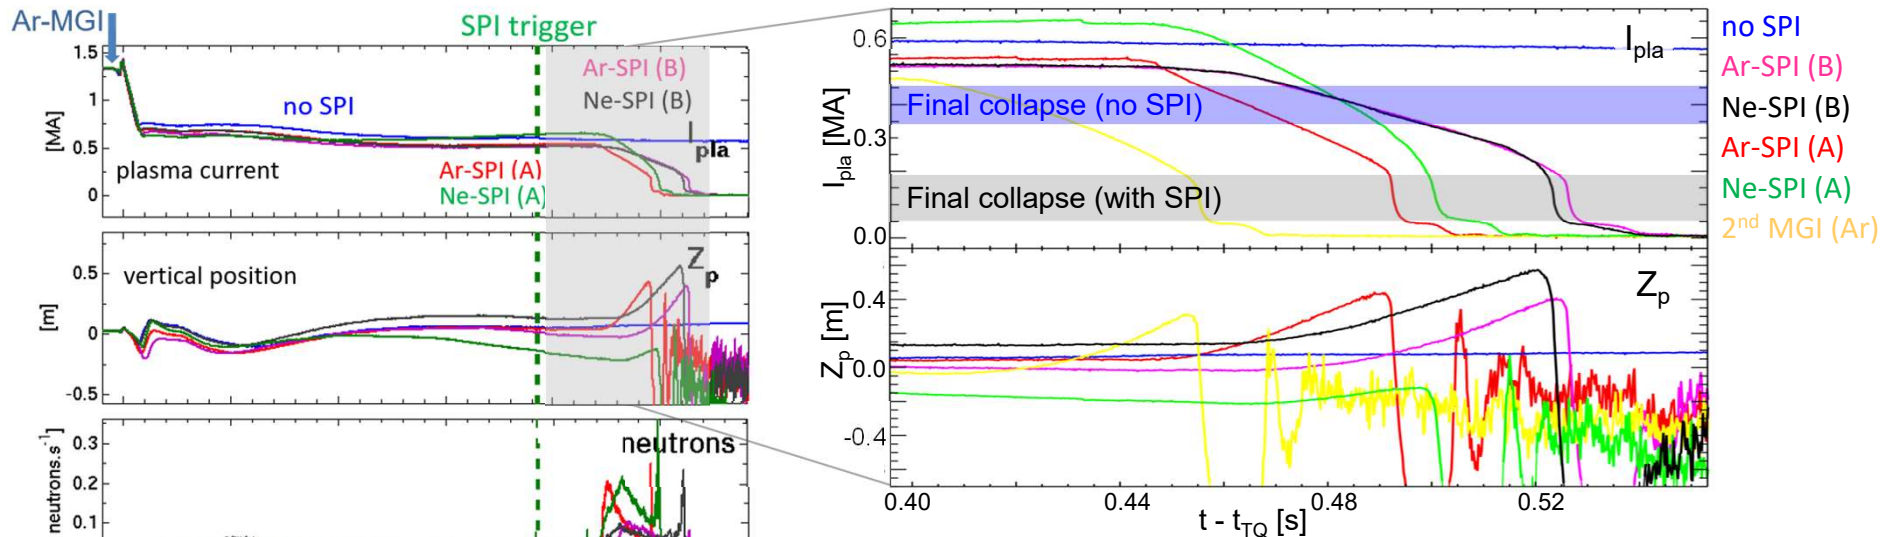 Ar-MGI
SPI trigger
1.5
1
0.5
0
[MA]
no SPI
Ar-SPI (B)
Ne-SPI (B)
Ipla
plasma current
Ar-SPI (A)
Ne-SPI (A)
0.5
0
-0.5
[m]
vertical position
Zp
0.3
0.2
0.1
neutrons.s⁻¹
neutrons
0.6
0.3
0.0
Ipla [MA]
Ipla
Final collapse (no SPI)
Final collapse (with SPI)
0.4
0.0
-0.4
Zp [m]
Zp
0.40
0.44
0.48
0.52
t - tTQ [s]
no SPI
Ar-SPI (B)
Ne-SPI (B)
Ar-SPI (A)
Ne-SPI (A)
2nd MGI (Ar)